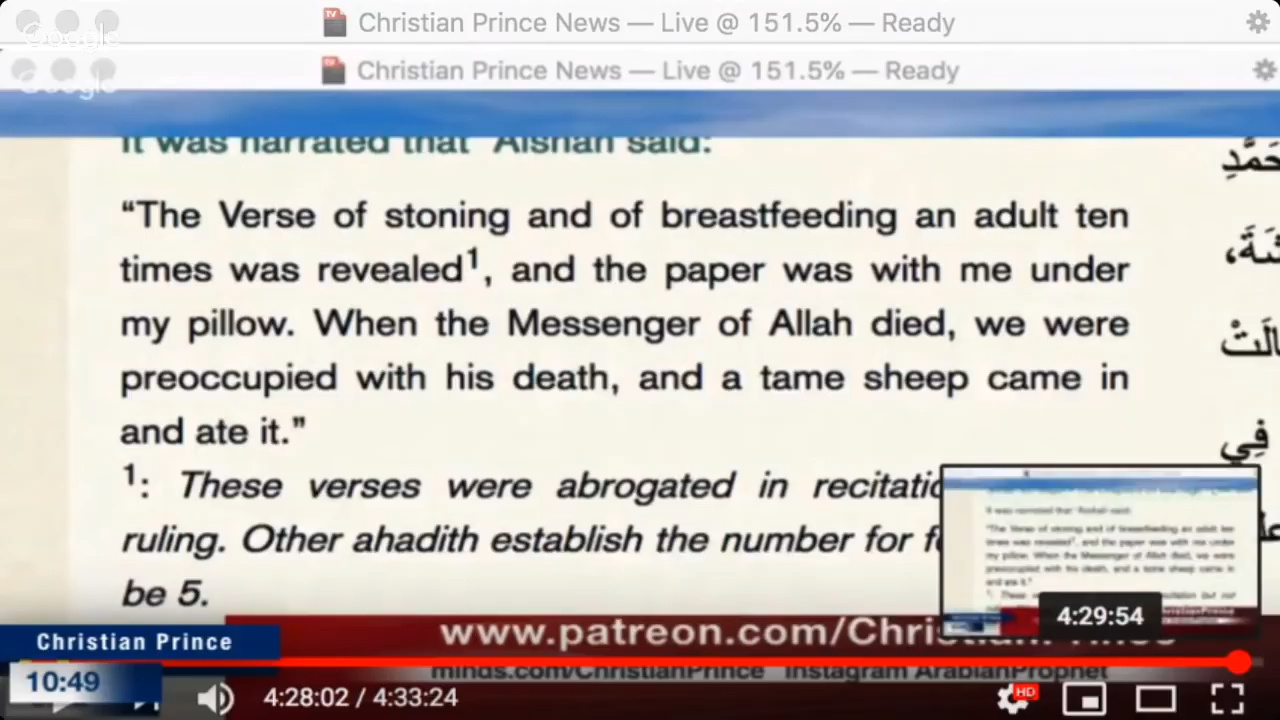 Christian Prince News — Live @ 151.5% — Ready
Google
Christian Prince News — Live @ 151.5% — Ready
Google
It was narrated that 'Aishah said:
“The Verse of stoning and of breastfeeding an adult ten
times was revealed¹, and the paper was with me under
my pillow. When the Messenger of Allah died, we were
preoccupied with his death, and a tame sheep came in
and ate it.”
¹: These verses were abrogated in
ruling. Other ahadith establish the number for
be 5.
فِي
4:29:54
Christian Prince
www.patreon.com/
minds.com/ChristianPrince Instagram ArabianProphet
10:49
4:28:02 / 4:33:24
HD